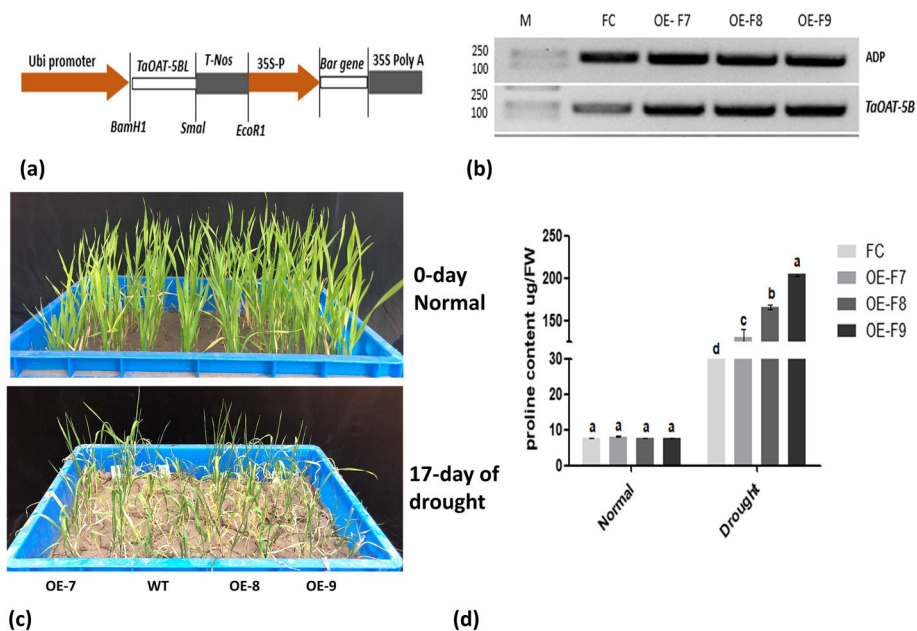 Ubi promoter
TaOAT-5BL
T-Nos
35S-P
Bar gene
35S Poly A
BamH1
SmaI
EcoR1
(a)
M FC OE- F7 OE-F8 OE-F9
250
100
ADP
250
100
TaOAT-5B
(b)
0-day
Normal
17-day of
drought
OE-7 WT OE-8 OE-9
(c)
proline content ug/FW
250
200
150
30
20
10
0
a a a a
d c b a
Normal
Drought
FC
OE-F7
OE-F8
OE-F9
(d)